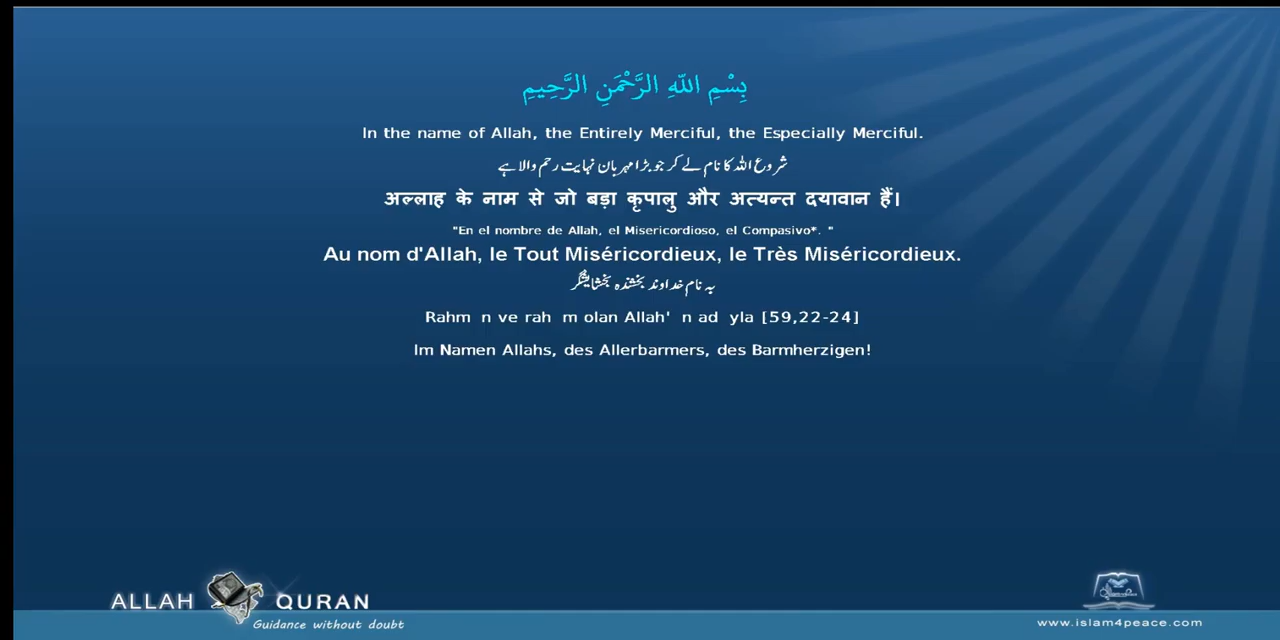 بِسْمِ اللّهِ الرَّحْمَنِ الرَّحِيمِ
In the name of Allah, the Entirely Merciful, the Especially Merciful.
شروع الله کا نام لے کر جو بڑا مہربان نہایت رحم والا ہے
अल्लाह के नाम से जो बड़ा कृपालु और अत्यन्त दयावान हैं।
"En el nombre de Allah, el Misericordioso, el Compasivo*. "
Au nom d'Allah, le Tout Miséricordieux, le Très Miséricordieux.
به نام خداوند بخشنده بخشایشگر
Rahm n ve rah m olan Allah' n ad yla [59,22-24]
Im Namen Allahs, des Allerbarmers, des Barmherzigen!
ALLAH QURAN
Guidance without doubt
www.islam4peace.com